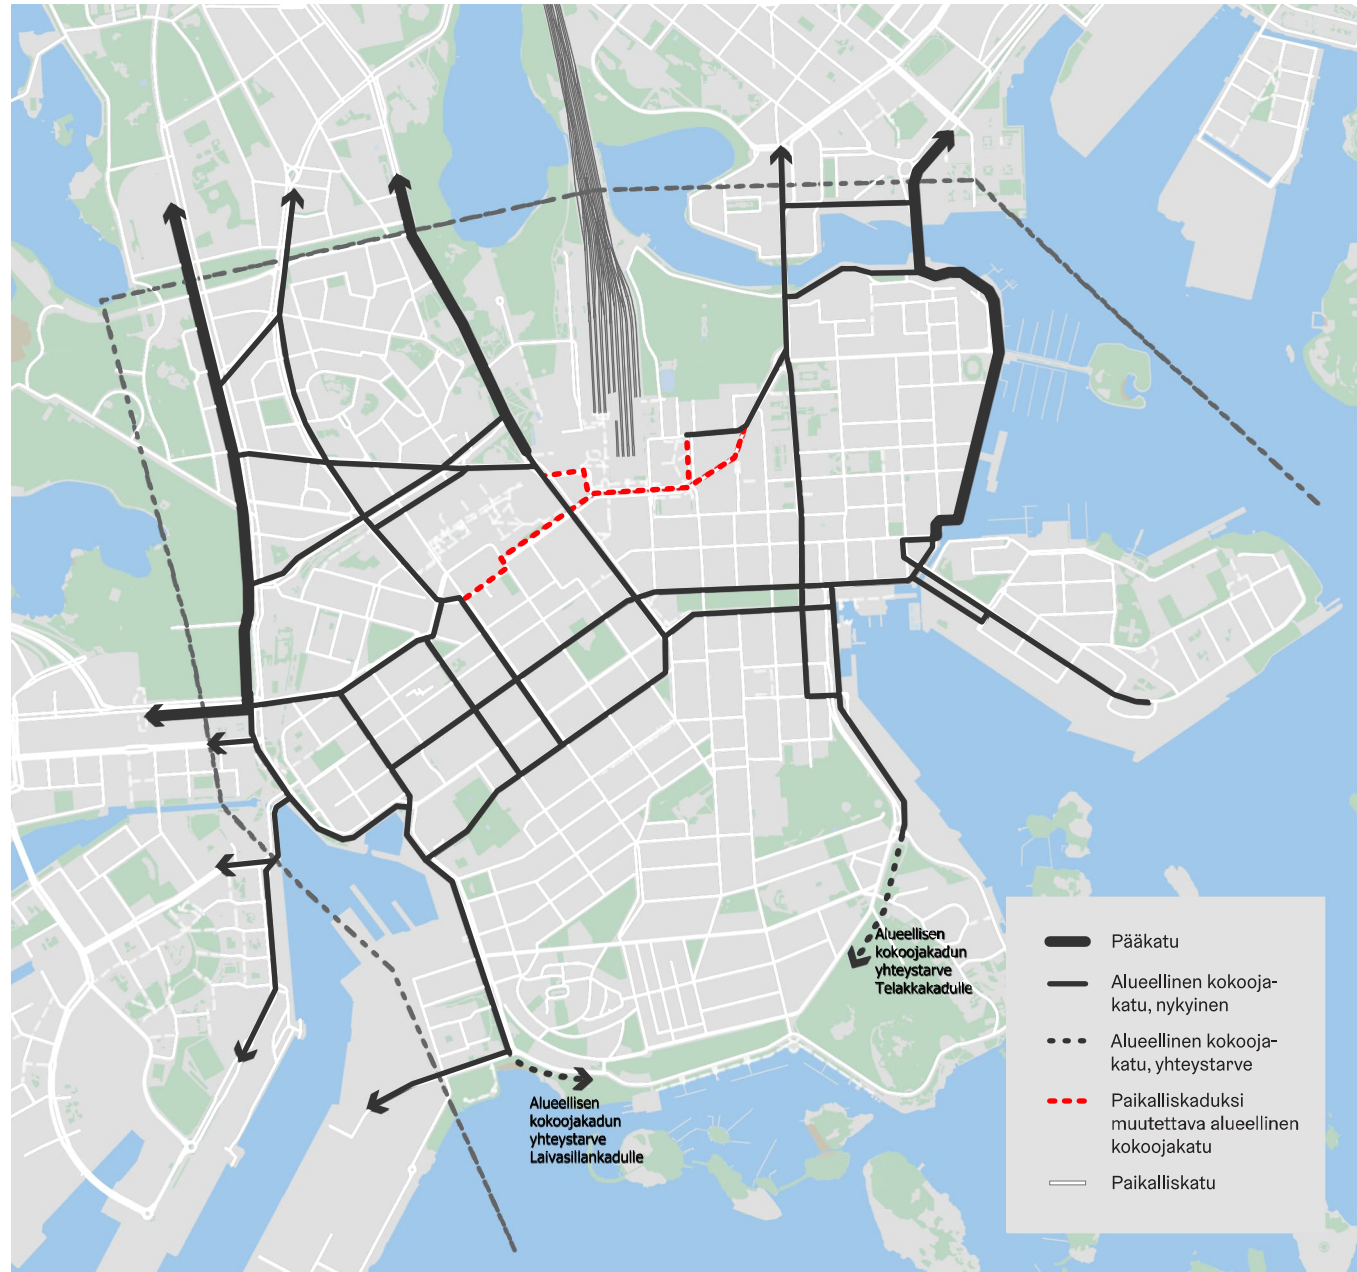 Alueellisen
kokoojakadun
yhteystarve
Telakkakadulle
Alueellisen
kokoojakadun
yhteystarve
Laivasillankadulle
Pääkatu
Alueellinen kokooja-
katu, nykyinen
Alueellinen kokooja-
katu, yhteystarve
Paikalliskaduksi
muutettava alueellinen
kokoojakatu
Paikalliskatu